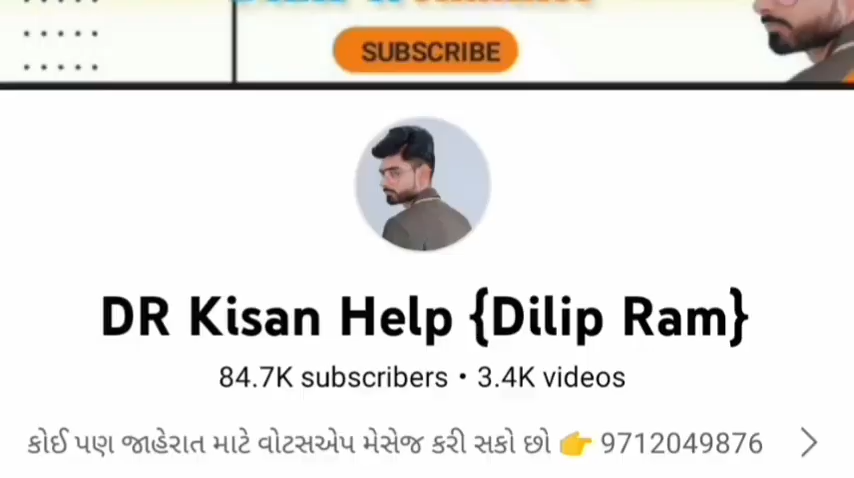 SUBSCRIBE
DR Kisan Help {Dilip Ram}
84.7K subscribers • 3.4K videos
કોઈ પણ જાહેરાત માટે વોટસએપ મેસેજ કરી સકો છો 👉 9712049876